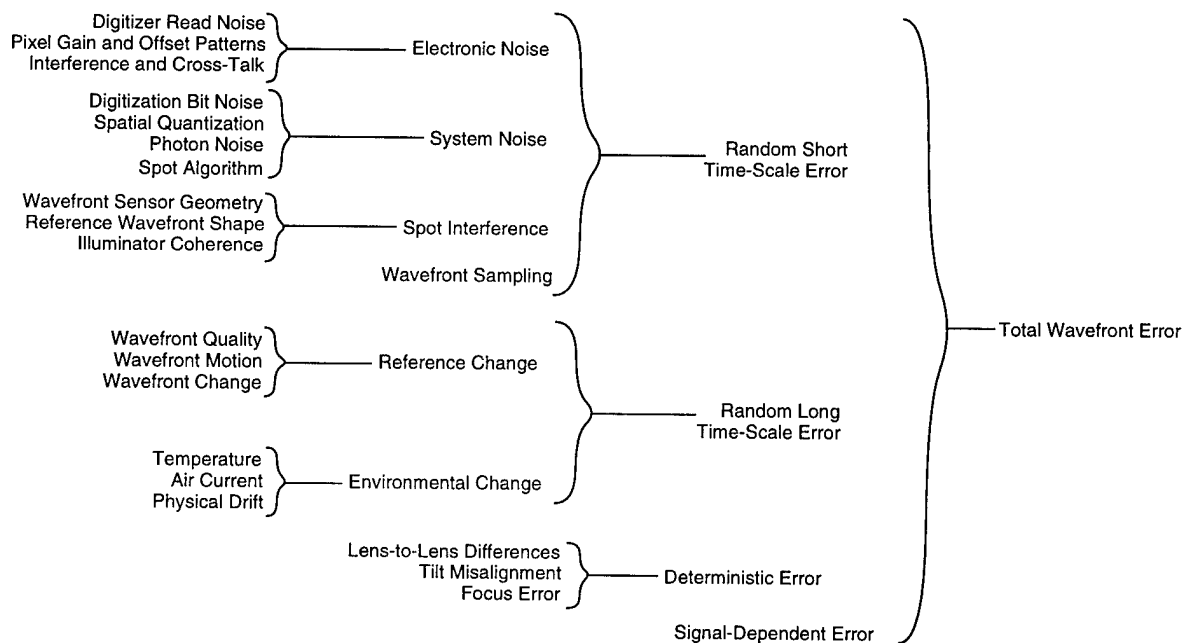 Digitizer Read Noise
Pixel Gain and Offset Patterns
Interference and Cross-Talk
Electronic Noise
Digitization Bit Noise
Spatial Quantization
Photon Noise
Spot Algorithm
System Noise
Wavefront Sensor Geometry
Reference Wavefront Shape
Illuminator Coherence
Spot Interference
Wavefront Sampling
Random Short
Time-Scale Error
Wavefront Quality
Wavefront Motion
Wavefront Change
Reference Change
Temperature
Air Current
Physical Drift
Environmental Change
Random Long
Time-Scale Error
Lens-to-Lens Differences
Tilt Misalignment
Focus Error
Deterministic Error
Signal-Dependent Error
Total Wavefront Error